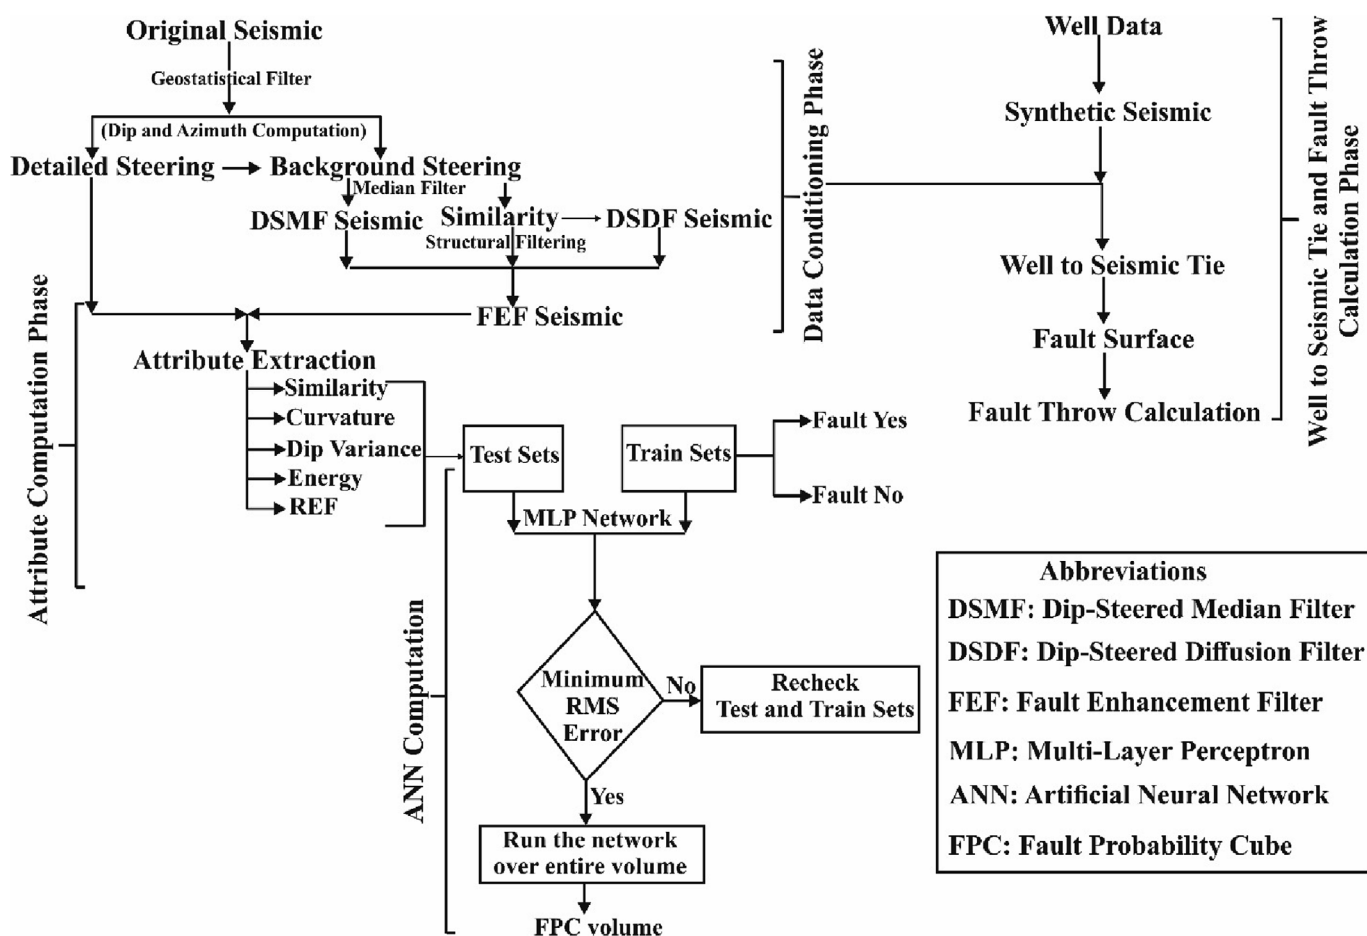 Original Seismic
Geostatistical Filter
(Dip and Azimuth Computation)
Detailed Steering
Background Steering
Median Filter
DSMF Seismic
Similarity
DSDF Seismic
Structural Filtering
FEF Seismic
Data Conditioning Phase
Well Data
Synthetic Seismic
Well to Seismic Tie
Fault Surface
Fault Throw Calculation
Well to Seismic Tie and Fault Throw
Calculation Phase
Attribute Computation Phase
Attribute Extraction
Similarity
Curvature
Dip Variance
Energy
REF
Test Sets
Train Sets
Fault Yes
Fault No
MLP Network
ANN Computation
Minimum
RMS
Error
No
Recheck
Test and Train Sets
Yes
Run the network
over entire volume
FPC volume
Abbreviations
DSMF: Dip-Steered Median Filter
DSDF: Dip-Steered Diffusion Filter
FEF: Fault Enhancement Filter
MLP: Multi-Layer Perceptron
ANN: Artificial Neural Network
FPC: Fault Probability Cube